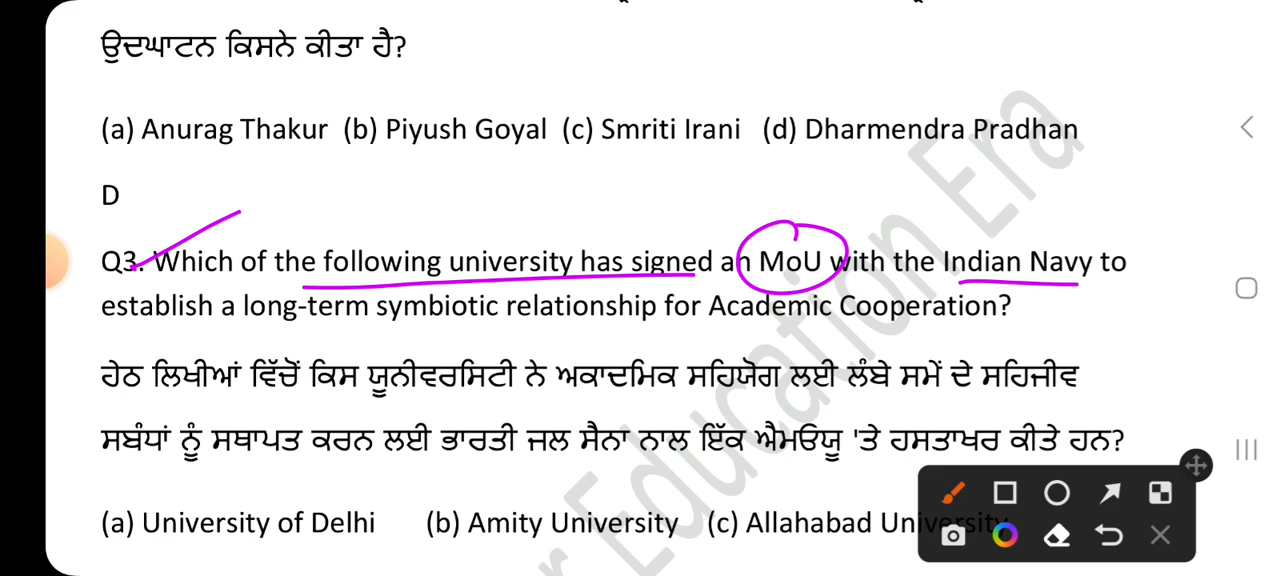 ਉਦਘਾਟਨ ਕਿਸਨੇ ਕੀਤਾ ਹੈ?
(a) Anurag Thakur (b) Piyush Goyal (c) Smriti Irani (d) Dharmendra Pradhan
D
Q3. Which of the following university has signed an MoU with the Indian Navy to
establish a long-term symbiotic relationship for Academic Cooperation?
ਹੇਠ ਲਿਖੀਆਂ ਵਿੱਚੋਂ ਕਿਸ ਯੂਨੀਵਰਸਿਟੀ ਨੇ ਅਕਾਦਮਿਕ ਸਹਿਯੋਗ ਲਈ ਲੰਬੇ ਸਮੇਂ ਦੇ ਸਹਿਜੀਵ
ਸਬੰਧਾਂ ਨੂੰ ਸਥਾਪਤ ਕਰਨ ਲਈ ਭਾਰਤੀ ਜਲ ਸੈਨਾ ਨਾਲ ਇੱਕ ਐਮਓਯੂ 'ਤੇ ਹਸਤਾਖਰ ਕੀਤੇ ਹਨ?
(a) University of Delhi (b) Amity University (c) Allahabad University
Education Era